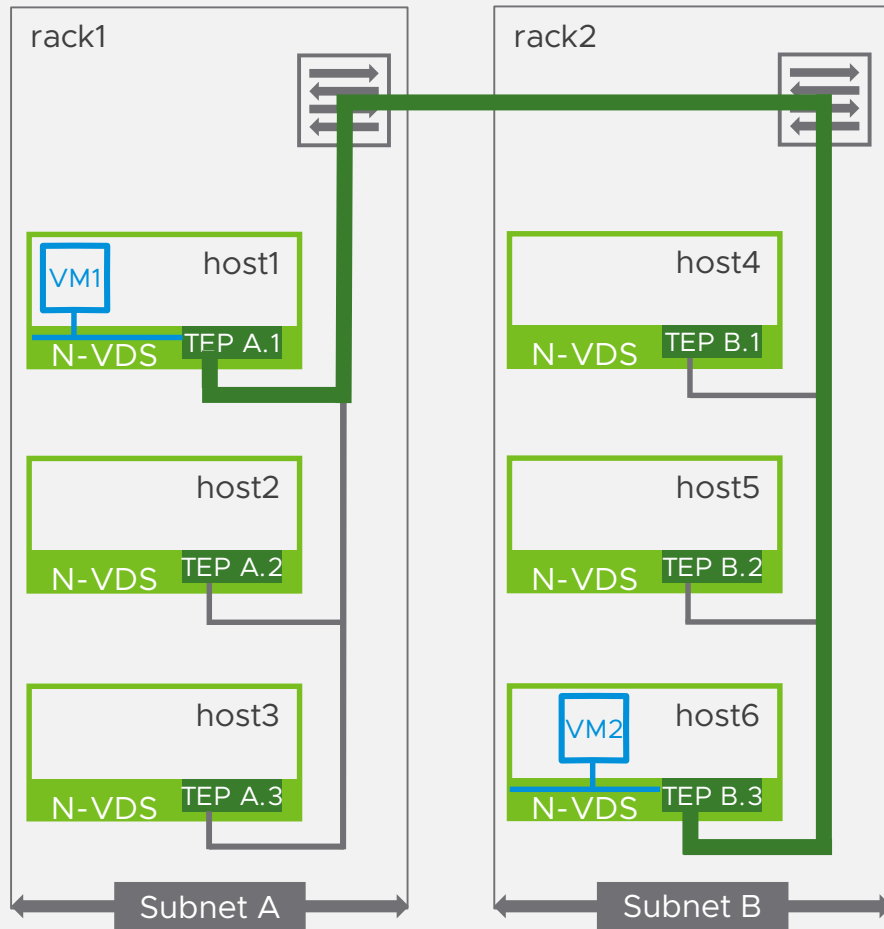 rack1
host1
VM1
TEP A.1
N-VDS
host2
TEP A.2
N-VDS
host3
TEP A.3
N-VDS
Subnet A
rack2
host4
TEP B.1
N-VDS
host5
TEP B.2
N-VDS
host6
VM2
TEP B.3
N-VDS
Subnet B